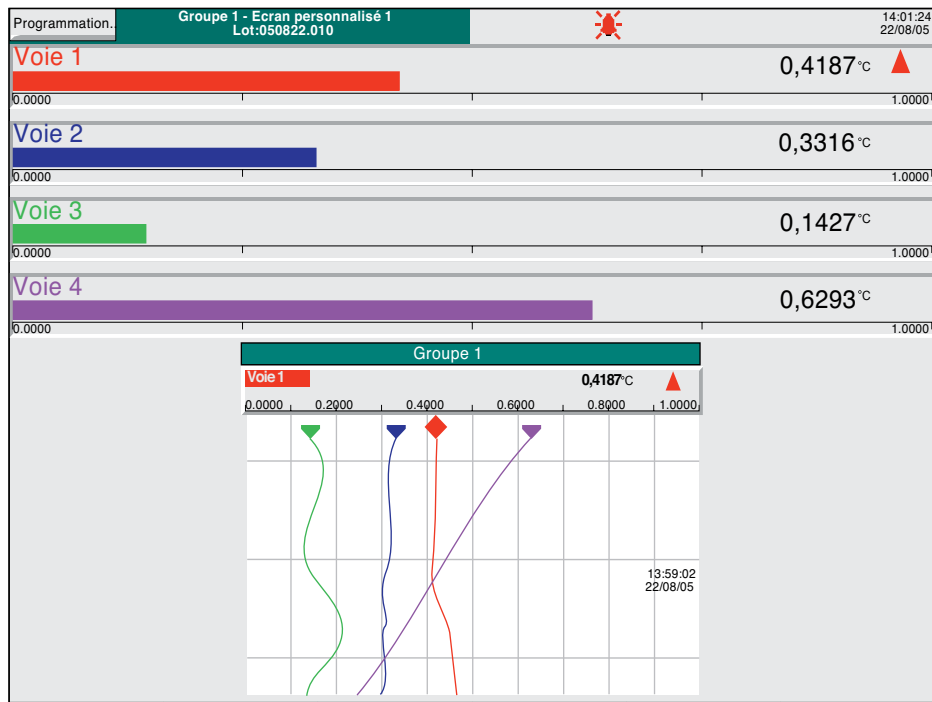 Programmation..
Groupe 1 - Ecran personnalisé 1
Lot:050822.010
14:01:24
22/08/05
Voie 1
0,4187°C
0.0000 1.0000
Voie 2
0,3316°C
0.0000 1.0000
Voie 3
0,1427°C
0.0000 1.0000
Voie 4
0,6293°C
0.0000 1.0000
Groupe 1
Voie1 0,4187°C
0.0000 0.2000 0.4000 0.6000 0.8000 1.0000
13:59:02
22/08/05